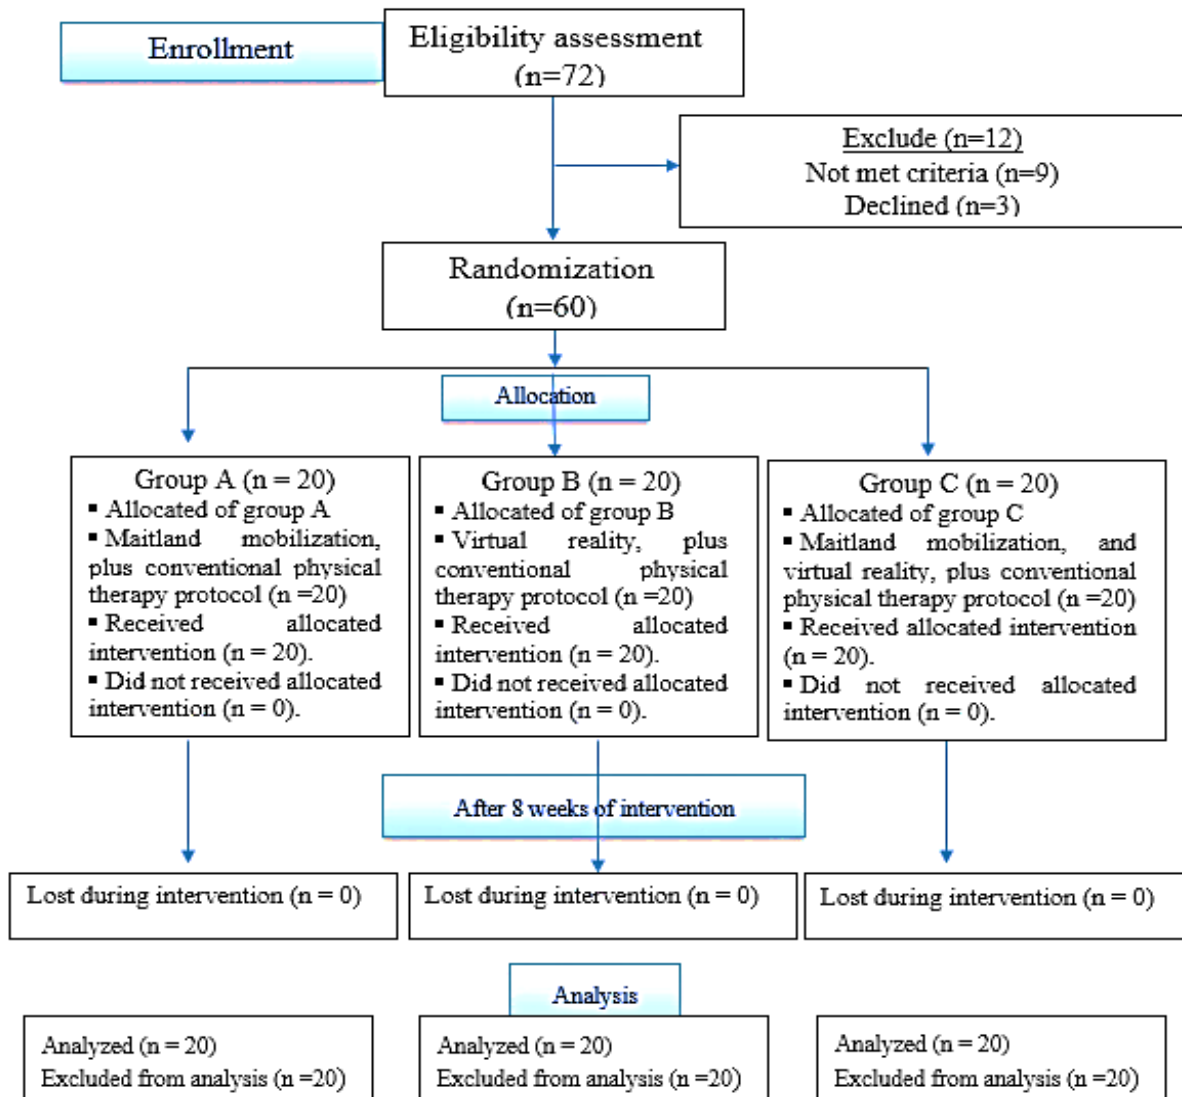 Enrollment
Eligibility assessment
(n=72)
Exclude (n=12)
Not met criteria (n=9)
Declined (n=3)
Randomization
(n=60)
Allocation
Group A (n = 20)
▪ Allocated of group A
▪ Maitland mobilization,
plus conventional physical
therapy protocol (n =20)
▪ Received allocated
intervention (n = 20).
▪ Did not received allocated
intervention (n = 0).
Group B (n = 20)
▪ Allocated of group B
▪ Virtual reality, plus
conventional physical
therapy protocol (n =20)
▪ Received allocated
intervention (n = 20).
▪ Did not received allocated
intervention (n = 0).
Group C (n = 20)
▪ Allocated of group C
▪ Maitland mobilization, and
virtual reality, plus conventional
physical therapy protocol (n =20)
▪ Received allocated intervention
(n = 20).
▪ Did not received allocated
intervention (n = 0).
After 8 weeks of intervention
Lost during intervention (n = 0)
Lost during intervention (n = 0)
Lost during intervention (n = 0)
Analysis
Analyzed (n = 20)
Excluded from analysis (n =20)
Analyzed (n = 20)
Excluded from analysis (n =20)
Analyzed (n = 20)
Excluded from analysis (n =20)